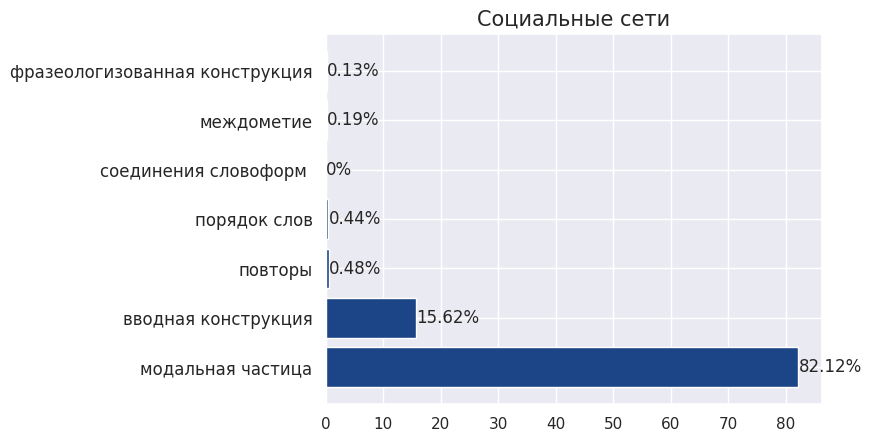 Социальные сети
фразеологизованная конструкция 0.13%
междометие 0.19%
соединения словоформ 0%
порядок слов 0.44%
повторы 0.48%
вводная конструкция 15.62%
модальная частица 82.12%
0 10 20 30 40 50 60 70 80